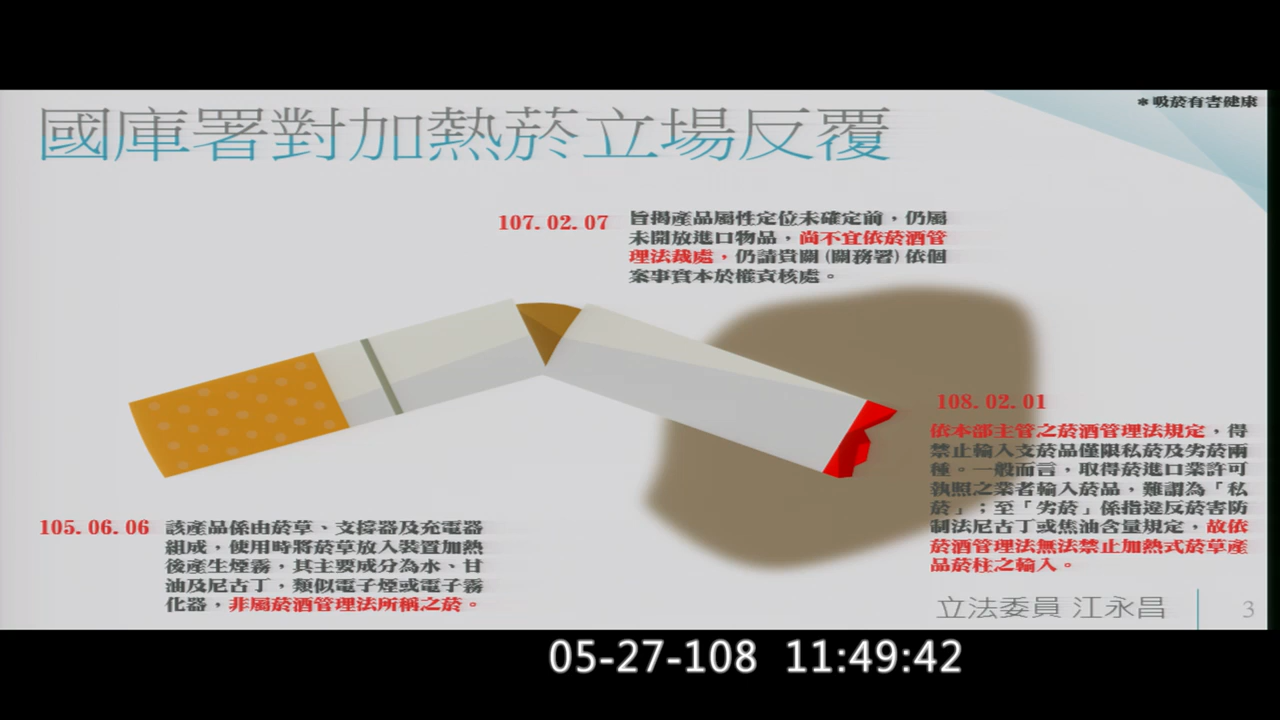 *吸菸有害健康
國庫署對加熱菸立場反覆
107. 02. 07
旨揭產品屬性定位未確定前，仍屬
未開放進口物品，尚不宜依菸酒管
理法裁處，仍請貴關(關務署)依個
案事實本於權責核處。
108. 02. 01
依本部主管之菸酒管理法規定，得
禁止輸入之菸品僅限私菸及劣菸兩
種。一般而言，取得菸進口業許可
執照之業者輸入菸品，難謂為「私
菸」；至「劣菸」係指違反菸害防
制法尼古丁或焦油含量規定，故依
菸酒管理法無法禁止加熱式菸草產
品菸柱之輸入。
105. 06. 06
該產品係由菸草、支撐器及充電器
組成，使用時將菸草放入裝置加熱
後產生煙霧，其主要成分為水、甘
油及尼古丁，類似電子煙或電子霧
化器，非屬菸酒管理法所稱之菸。
立法委員 江永昌
3
05-27-108 11:49:42